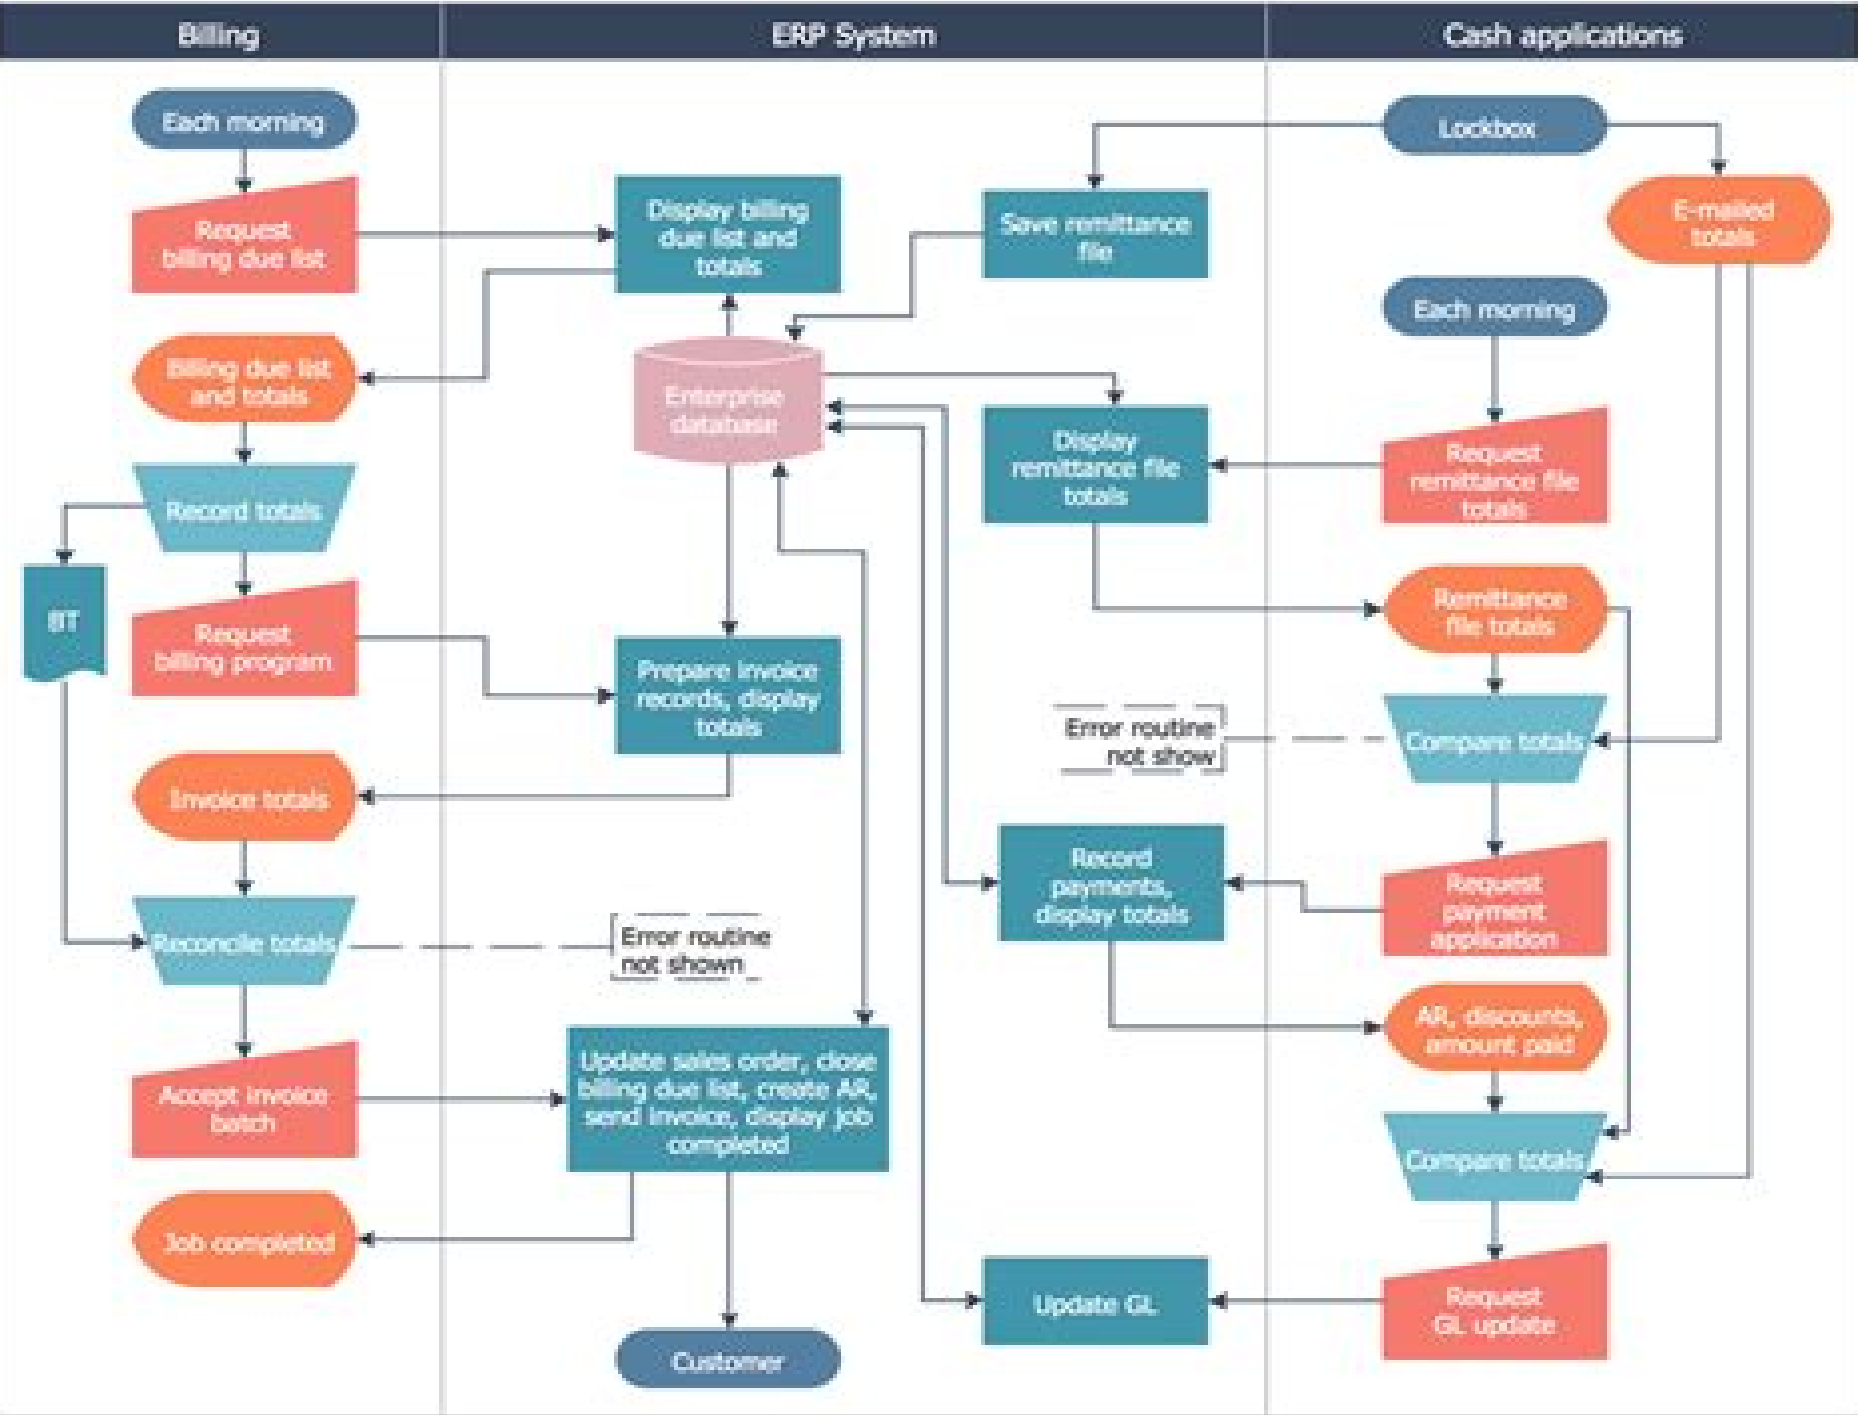 Billing
ERP System
Cash applications
Each morning
Request
billing due list
Billing due list
and totals
Record totals
BT
Request
billing program
Invoice totals
Reconcile totals
Accept invoice
batch
Job completed
Display billing
due list and
totals
Save remittance
file
Enterprise
database
Display
remittance file
totals
Prepare invoice
records, display
totals
Error routine
not show
Record
payments,
display totals
Error routine
not shown
Update sales order, close
billing due list, create AR,
send invoice, display job
completed
Update GL
Customer
Lockbox
E-mailed
totals
Each morning
Request
remittance file
totals
Remittance
file totals
Compare totals
Request
payment
application
AR, discounts,
amount paid
Compare totals
Request
GL update